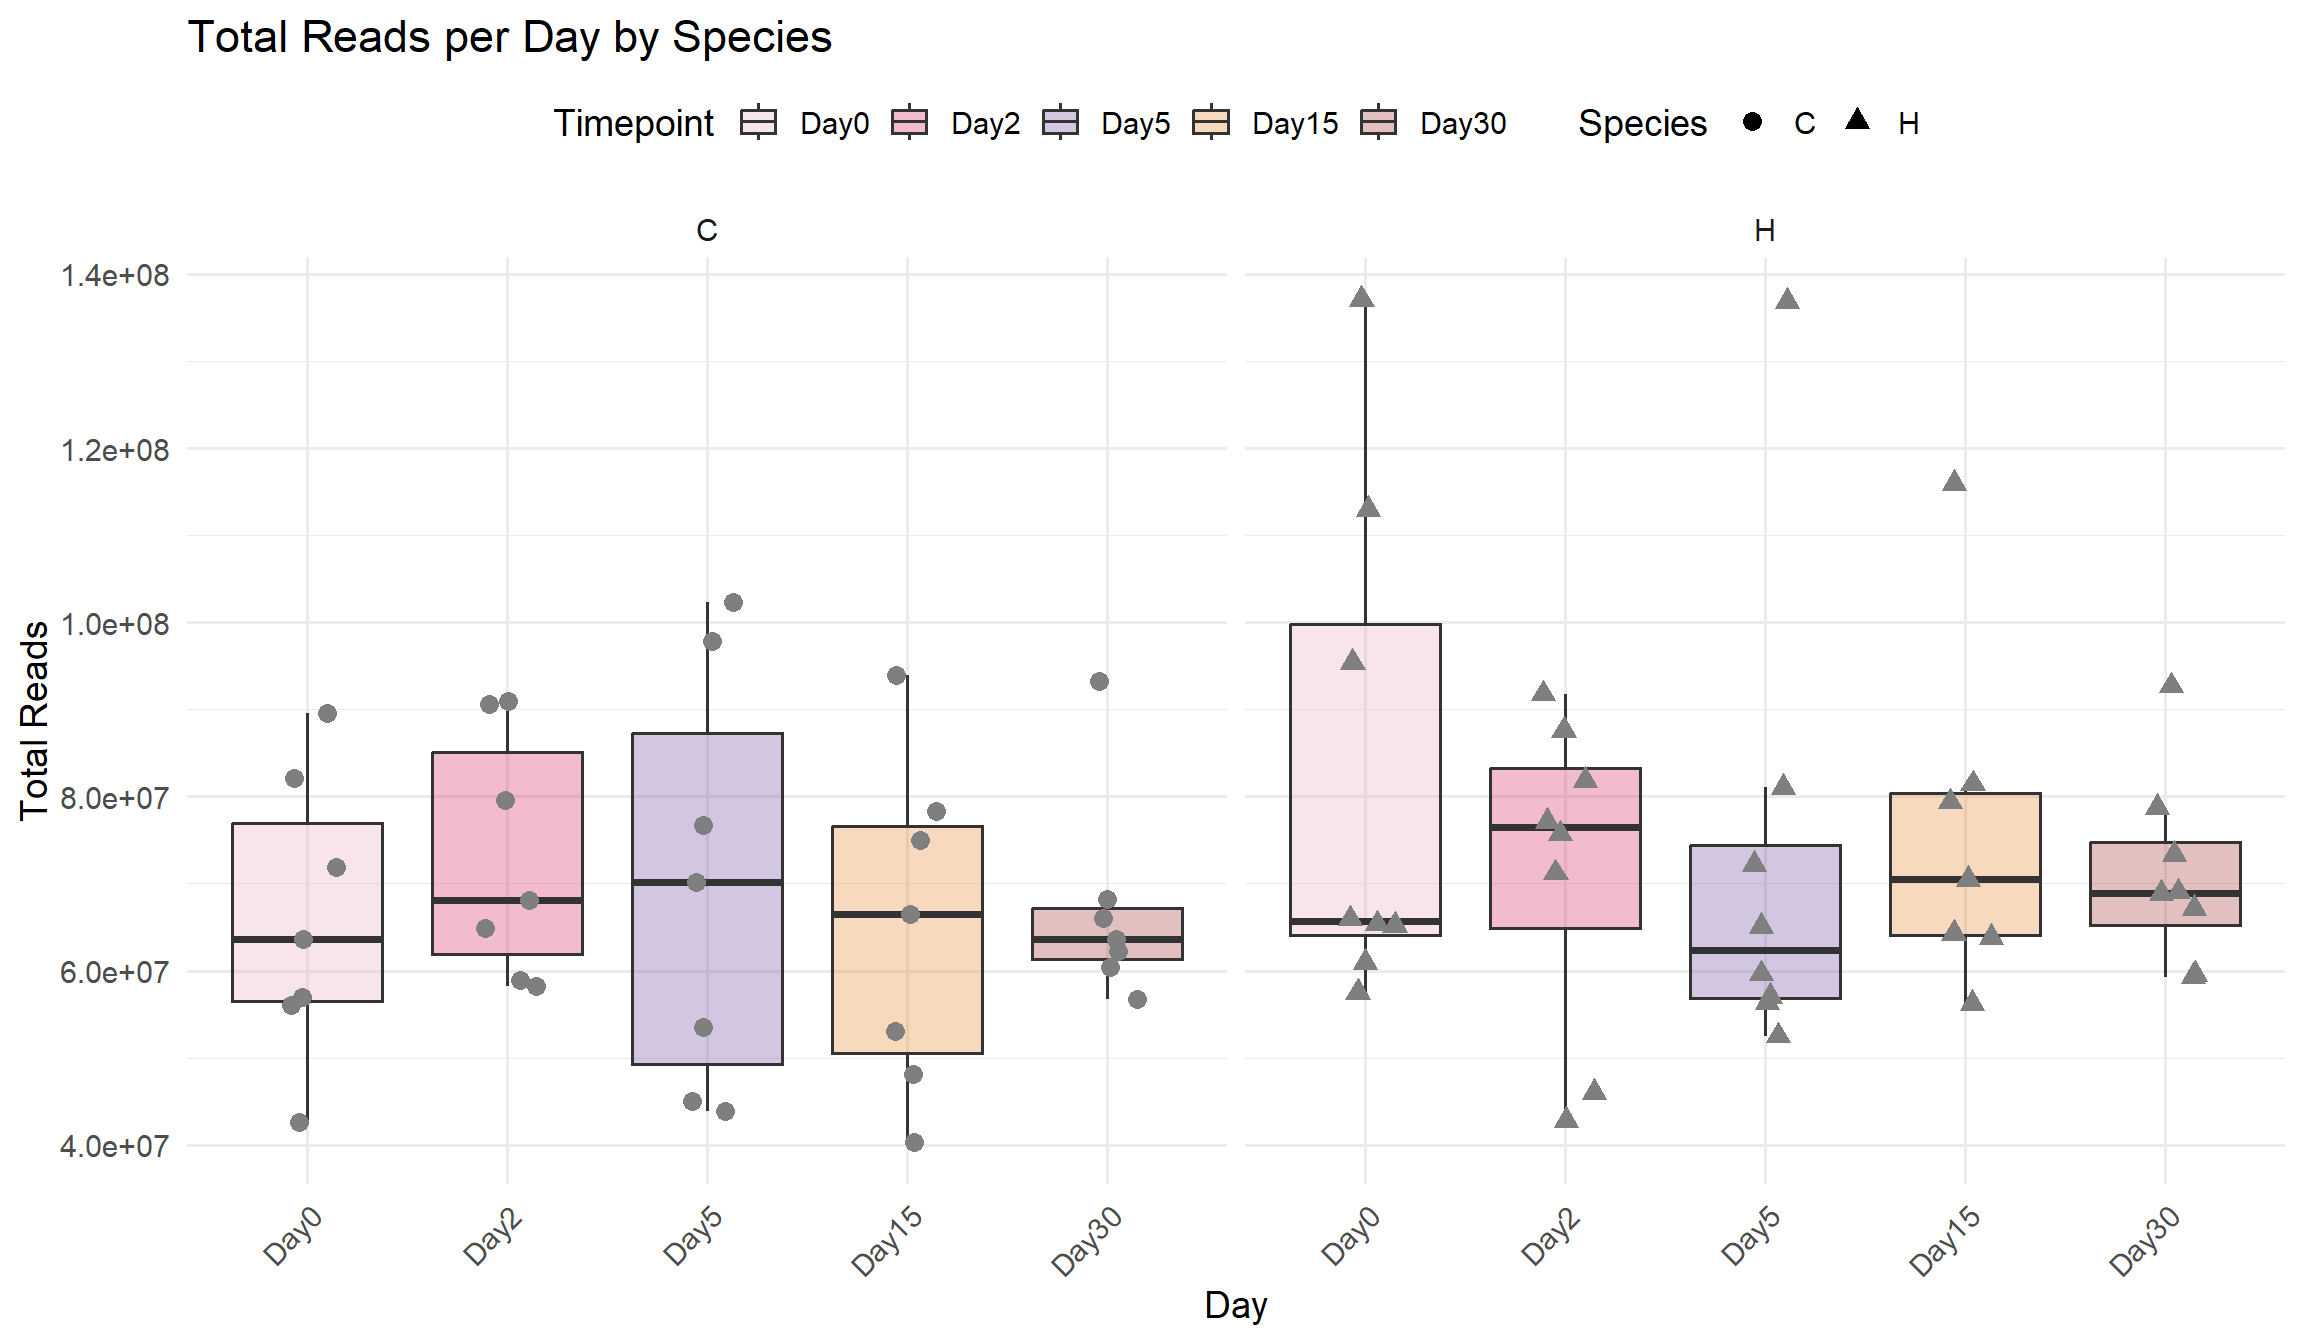 Total Reads per Day by Species
Timepoint Day0 Day2 Day5 Day15 Day30 Species C H
C H
1.4e+08
1.2e+08
1.0e+08
8.0e+07
6.0e+07
4.0e+07
Total Reads
Day0 Day2 Day5 Day15 Day30 Day0 Day2 Day5 Day15 Day30
Day